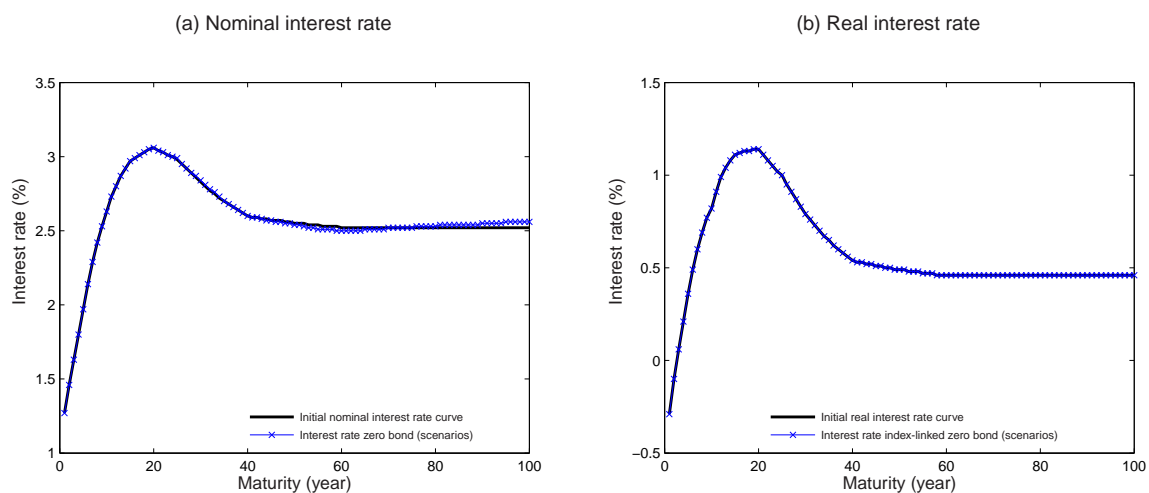 (a) Nominal interest rate
3.5
3
2.5
2
1.5
1
Interest rate (%)
0 20 40 60 80 100
Maturity (year)
Initial nominal interest rate curve
Interest rate zero bond (scenarios)
(b) Real interest rate
1.5
1
0.5
0
−0.5
Interest rate (%)
0 20 40 60 80 100
Maturity (year)
Initial real interest rate curve
Interest rate index-linked zero bond (scenarios)